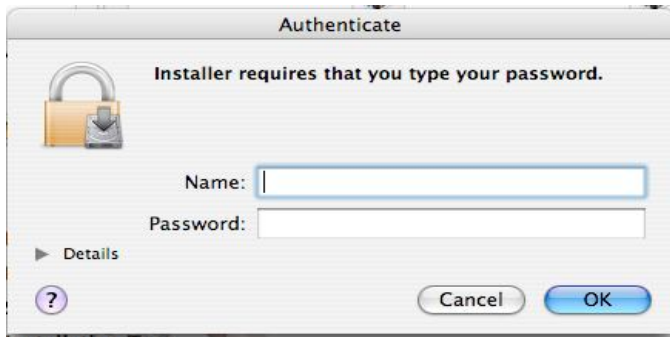 Authenticate
Installer requires that you type your password.
Name:
Password:
Details
?
Cancel
OK